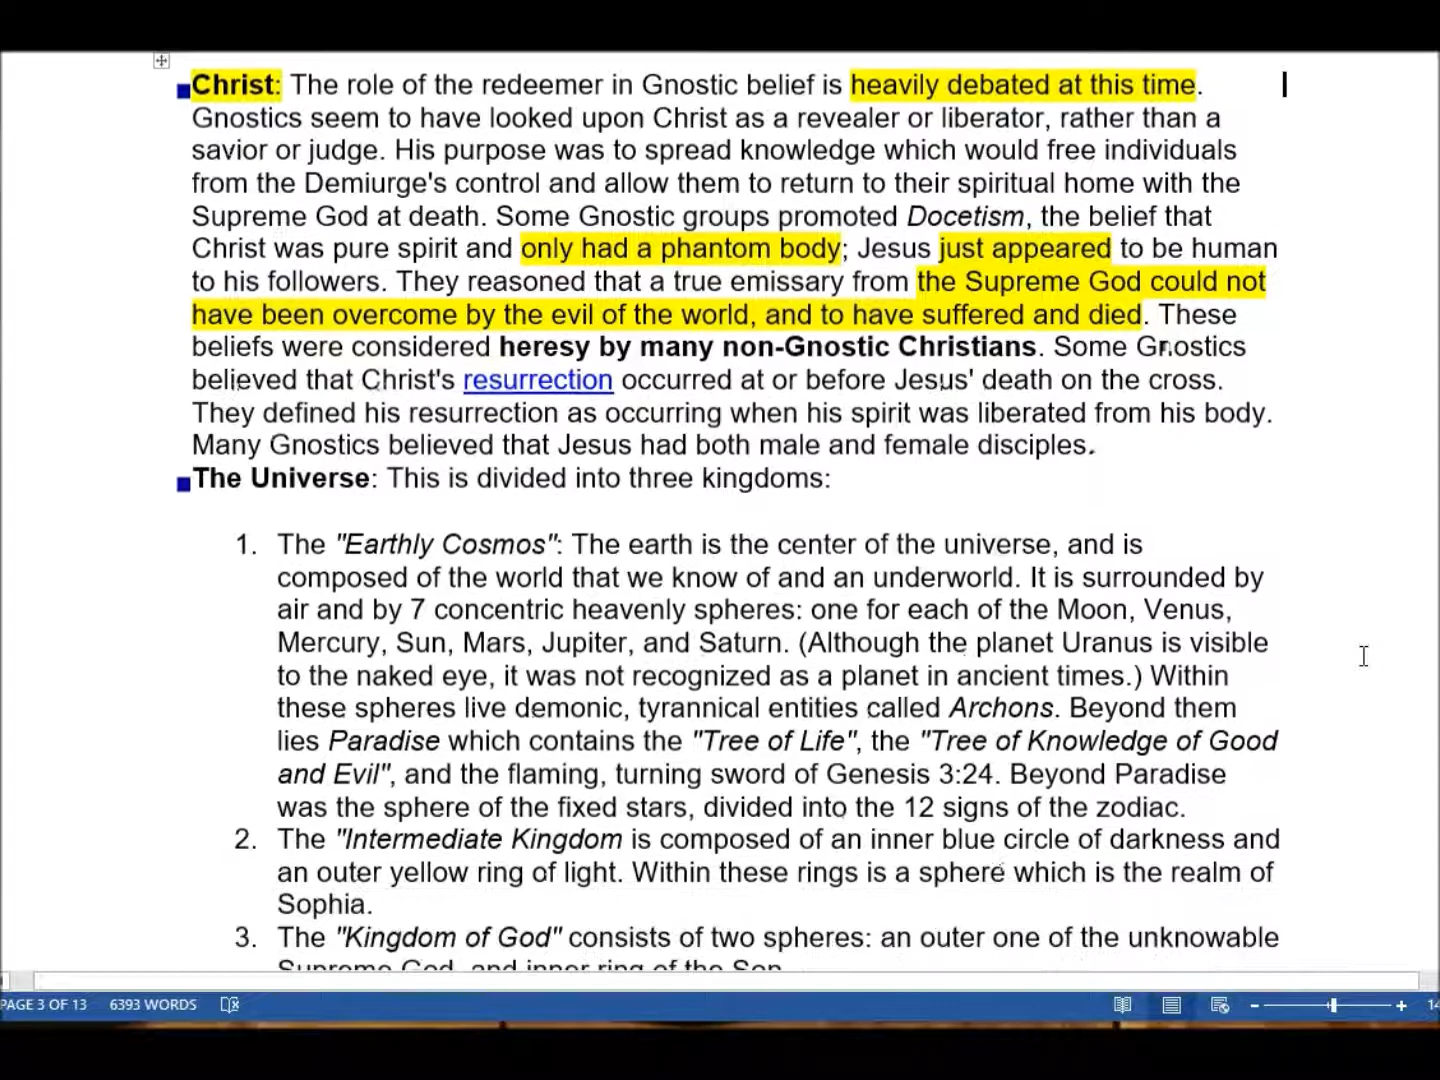 Christ: The role of the redeemer in Gnostic belief is heavily debated at this time.
Gnostics seem to have looked upon Christ as a revealer or liberator, rather than a
savior or judge. His purpose was to spread knowledge which would free individuals
from the Demiurge's control and allow them to return to their spiritual home with the
Supreme God at death. Some Gnostic groups promoted Docetism, the belief that
Christ was pure spirit and only had a phantom body; Jesus just appeared to be human
to his followers. They reasoned that a true emissary from the Supreme God could not
have been overcome by the evil of the world, and to have suffered and died. These
beliefs were considered heresy by many non-Gnostic Christians. Some Gnostics
believed that Christ's resurrection occurred at or before Jesus' death on the cross.
They defined his resurrection as occurring when his spirit was liberated from his body.
Many Gnostics believed that Jesus had both male and female disciples.
The Universe: This is divided into three kingdoms:
1. The "Earthly Cosmos": The earth is the center of the universe, and is
composed of the world that we know of and an underworld. It is surrounded by
air and by 7 concentric heavenly spheres: one for each of the Moon, Venus,
Mercury, Sun, Mars, Jupiter, and Saturn. (Although the planet Uranus is visible
to the naked eye, it was not recognized as a planet in ancient times.) Within
these spheres live demonic, tyrannical entities called Archons. Beyond them
lies Paradise which contains the "Tree of Life", the "Tree of Knowledge of Good
and Evil", and the flaming, turning sword of Genesis 3:24. Beyond Paradise
was the sphere of the fixed stars, divided into the 12 signs of the zodiac.
2. The "Intermediate Kingdom is composed of an inner blue circle of darkness and
an outer yellow ring of light. Within these rings is a sphere which is the realm of
Sophia.
3. The "Kingdom of God" consists of two spheres: an outer one of the unknowable
Supreme God, and inner ring of the Son
PAGE 3 OF 13 6393 WORDS